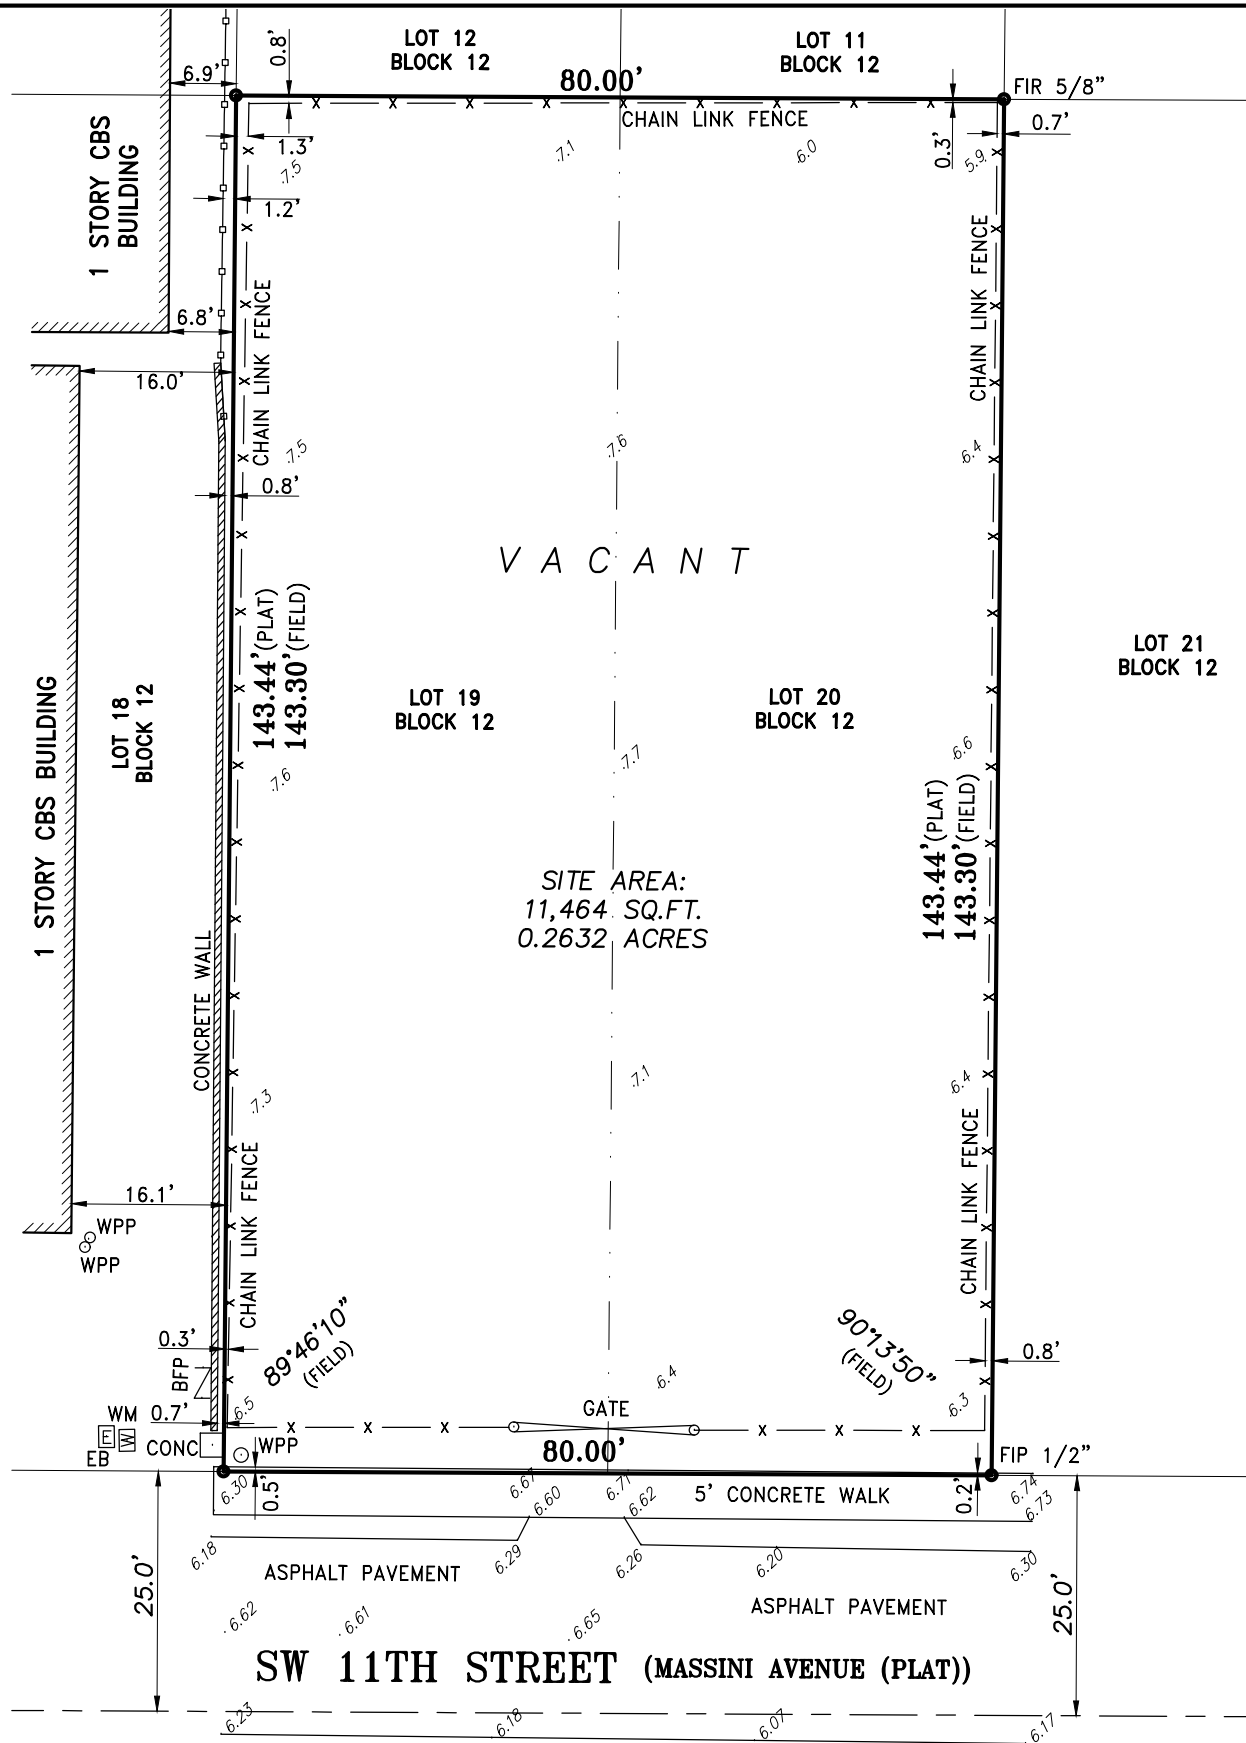 LOT 12
BLOCK 12
LOT 11
BLOCK 12
0.8'
6.9'
80.00'
FIR 5/8"
CHAIN LINK FENCE
0.7'
0.3'
1.3'
7.5
7.1
6.0
5.9
1.2'
1 STORY CBS
BUILDING
CHAIN LINK FENCE
CHAIN LINK FENCE
6.8'
16.0'
7.5
7.6
6.4
0.8'
VACANT
143.44'(PLAT)
143.30'(FIELD)
LOT 21
BLOCK 12
LOT 18
BLOCK 12
LOT 19
BLOCK 12
LOT 20
BLOCK 12
1 STORY CBS BUILDING
7.6
7.7
6.6
143.44'(PLAT)
143.30'(FIELD)
SITE AREA:
11,464 SQ.FT.
0.2632 ACRES
CONCRETE WALL
7.3
7.1
6.4
CHAIN LINK FENCE
CHAIN LINK FENCE
16.1'
WPP
WPP
0.3'
89°46'10"
(FIELD)
90°13'50"
(FIELD)
0.8'
BFP
6.4
WM
0.7'
6.5
GATE
6.3
E
W
EB
CONC
WPP
80.00'
FIP 1/2"
6.30
0.5'
6.67
6.60
6.71
6.62
5' CONCRETE WALK
0.2'
6.74
6.73
6.18
6.29
6.26
6.20
6.30
ASPHALT PAVEMENT
ASPHALT PAVEMENT
25.0'
25.0'
6.62
6.61
6.65
SW 11TH STREET (MASSINI AVENUE (PLAT))
6.23
6.18
6.07
6.17